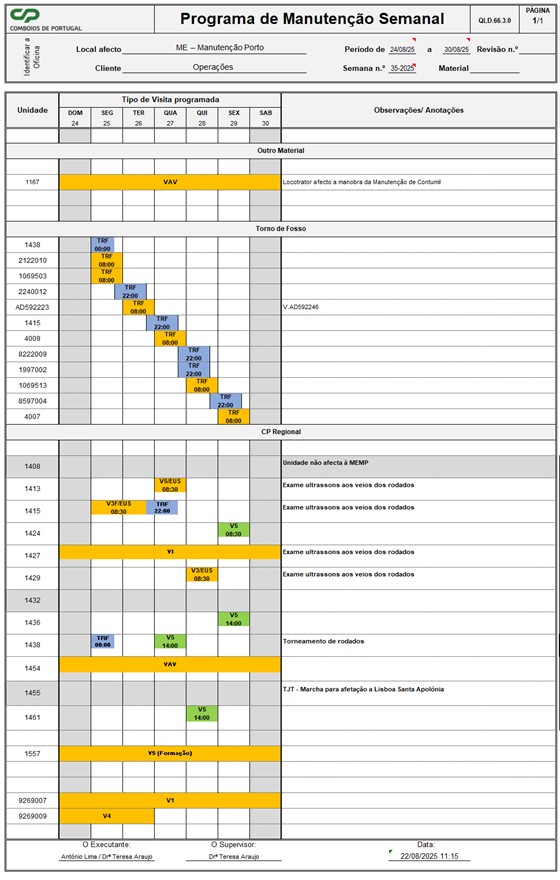 COMBOIOS DE PORTUGAL
Programa de Manutenção Semanal
QLD.66.3.0
PÁGINA
1/1
Identificar a Oficina
Local afecto ME – Manutenção Porto Período de 24/08/25 a 30/08/25 Revisão n.º
Cliente Operações Semana n.º 35-2025 Material
Unidade Tipo de Visita programada Observações/ Anotações
DOM SEG TER QUA QUI SEX SAB
24 25 26 27 28 29 30
Outro Material
1167 VAV Locotrator afecto a manobra da Manutenção de Contumil
Torno de Fosso
1438 TRF 00:00
2122010 TRF 08:00
1069503 TRF 08:00
2240012 TRF 22:00
AD592223 TRF 08:00 V.AD592246
1415 TRF 22:00
4009 TRF 08:00
8222009 TRF 22:00
1997002 TRF 22:00
1069513 TRF 08:00
8597004 TRF 22:00
4007 TRF 08:00
CP Regional
1408 Unidade não afecta à MEMP
1413 V5/EUS 08:30 Exame ultrassons aos veios dos rodados
1415 V3F/EUS 08:30 TRF 22:00 Exame ultrassons aos veios dos rodados
1424 V5 08:30
1427 VI Exame ultrassons aos veios dos rodados
1429 V3/EUS 08:30 Exame ultrassons aos veios dos rodados
1432
1436 V5 14:00
1438 TRF 00:00 V5 14:00 Torneamento de rodados
1454 VAV
1455 TJT - Marcha para afetação a Lisboa Santa Apolónia
1461 V5 14:00
1557 V5 (Formação)
9269007 V1
9269009 V4
O Executante: O Supervisor: Data:
António Lima / Drª Teresa Araujo Drª Teresa Araujo 22/08/2025 11:15